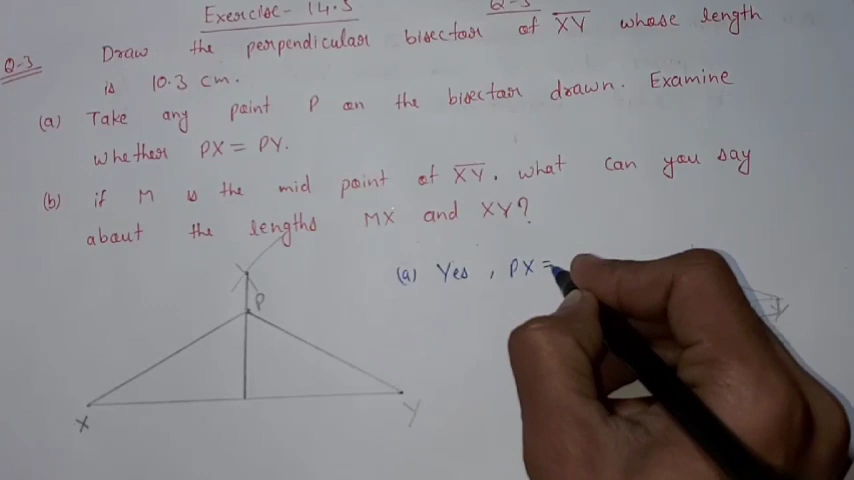 Exercise- 14.5
Q-3
Q-3 Draw the perpendicular bisector of XY whose length
is 10.3 cm.
(a) Take any point P on the bisector drawn. Examine
whether PX = PY.
(b) if M is the mid point of XY. what can you say
about the lengths MX and XY?
(a) Yes, PX =
P
X
Y
Y